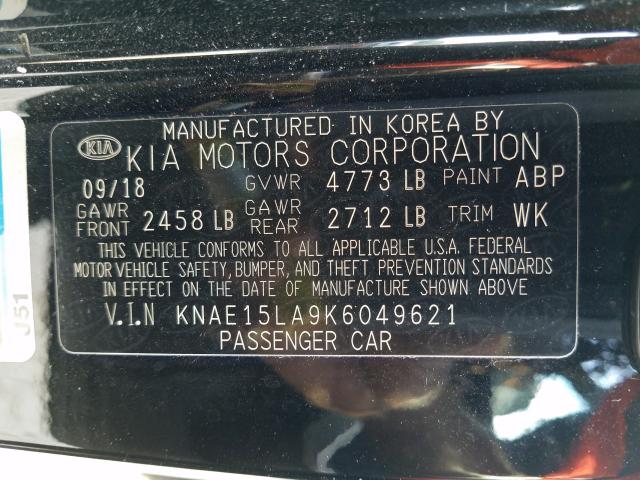 MANUFACTURED IN KOREA BY
KIA KIA MOTORS CORPORATION
09/18 GVWR 4773 LB PAINT ABP
GAWR FRONT 2458 LB GAWR REAR 2712 LB TRIM WK
THIS VEHICLE CONFORMS TO ALL APPLICABLE U.S.A. FEDERAL
MOTOR VEHICLE SAFETY, BUMPER, AND THEFT PREVENTION STANDARDS
IN EFFECT ON THE DATE OF MANUFACTURE SHOWN ABOVE
V.I.N KNAE15LA9K6049621
PASSENGER CAR
J51